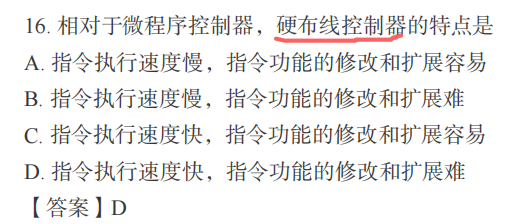 16. 相对于微程序控制器，硬布线控制器的特点是
A. 指令执行速度慢，指令功能的修改和扩展容易
B. 指令执行速度慢，指令功能的修改和扩展难
C. 指令执行速度快，指令功能的修改和扩展容易
D. 指令执行速度快，指令功能的修改和扩展难
【答案】D